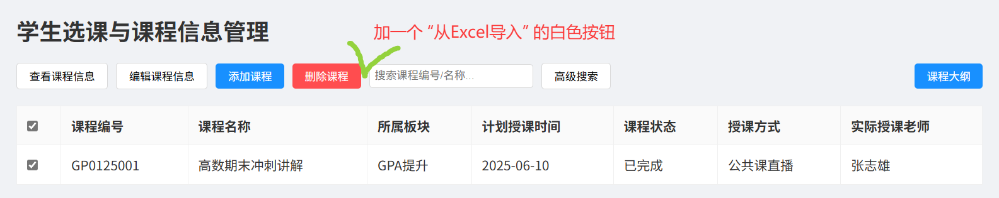 学生选课与课程信息管理
加一个 “从Excel导入” 的白色按钮
查看课程信息 编辑课程信息 添加课程 删除课程 搜索课程编号/名称... 高级搜索 课程大纲
课程编号 课程名称 所属板块 计划授课时间 课程状态 授课方式 实际授课老师
GP0125001 高数期末冲刺讲解 GPA提升 2025-06-10 已完成 公共课直播 张志雄